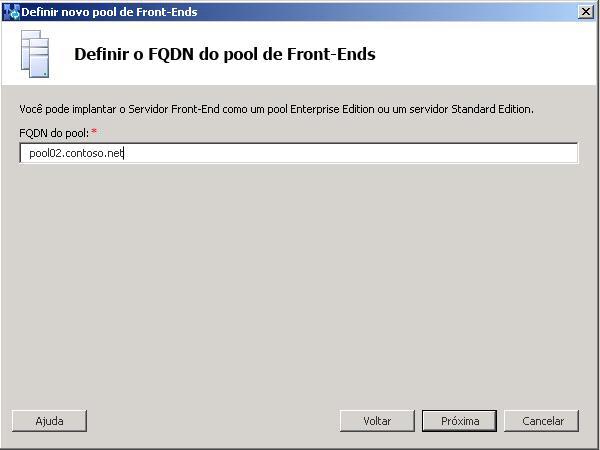 Definir novo pool de Front-Ends
Definir o FQDN do pool de Front-Ends
Você pode implantar o Servidor Front-End como um pool Enterprise Edition ou um servidor Standard Edition.
FQDN do pool: *
pool02.contoso.net
Ajuda Voltar Próxima Cancelar